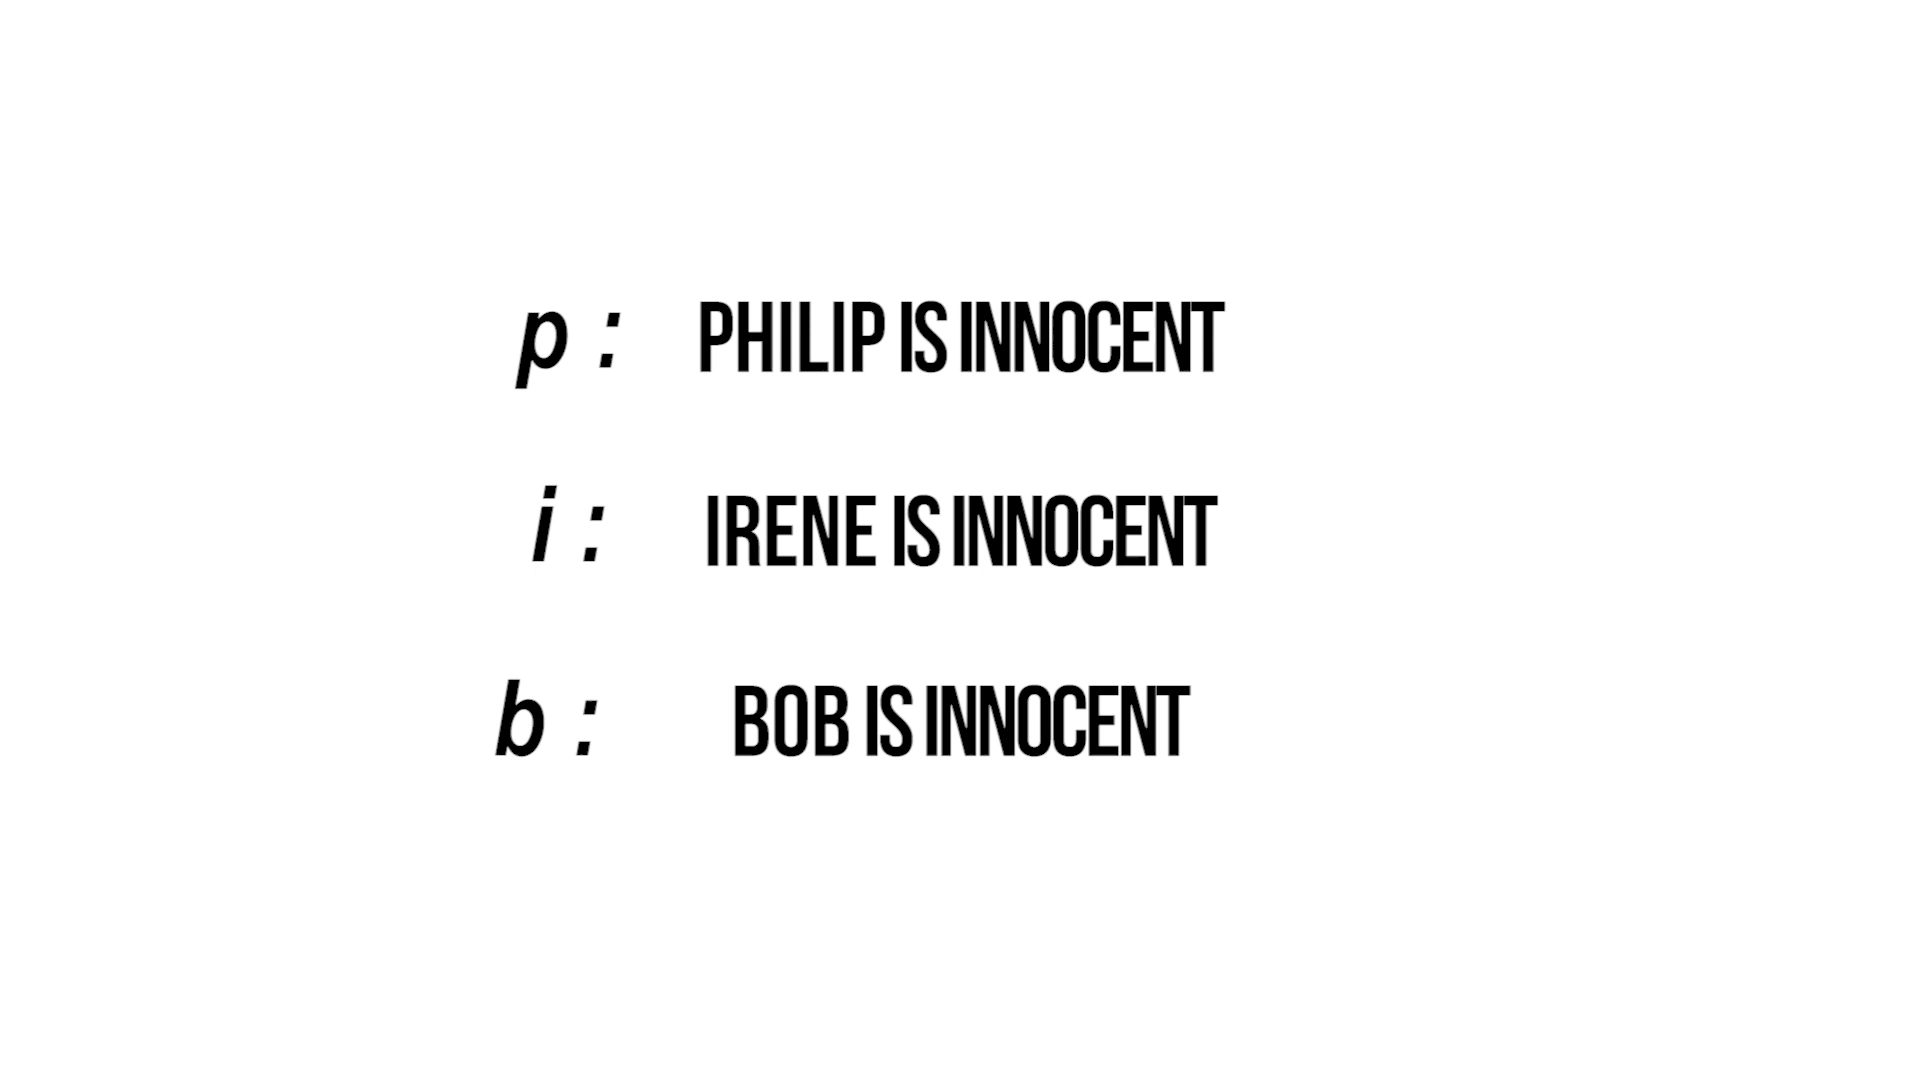 p : PHILIP IS INNOCENT
i : IRENE IS INNOCENT
b : BOB IS INNOCENT